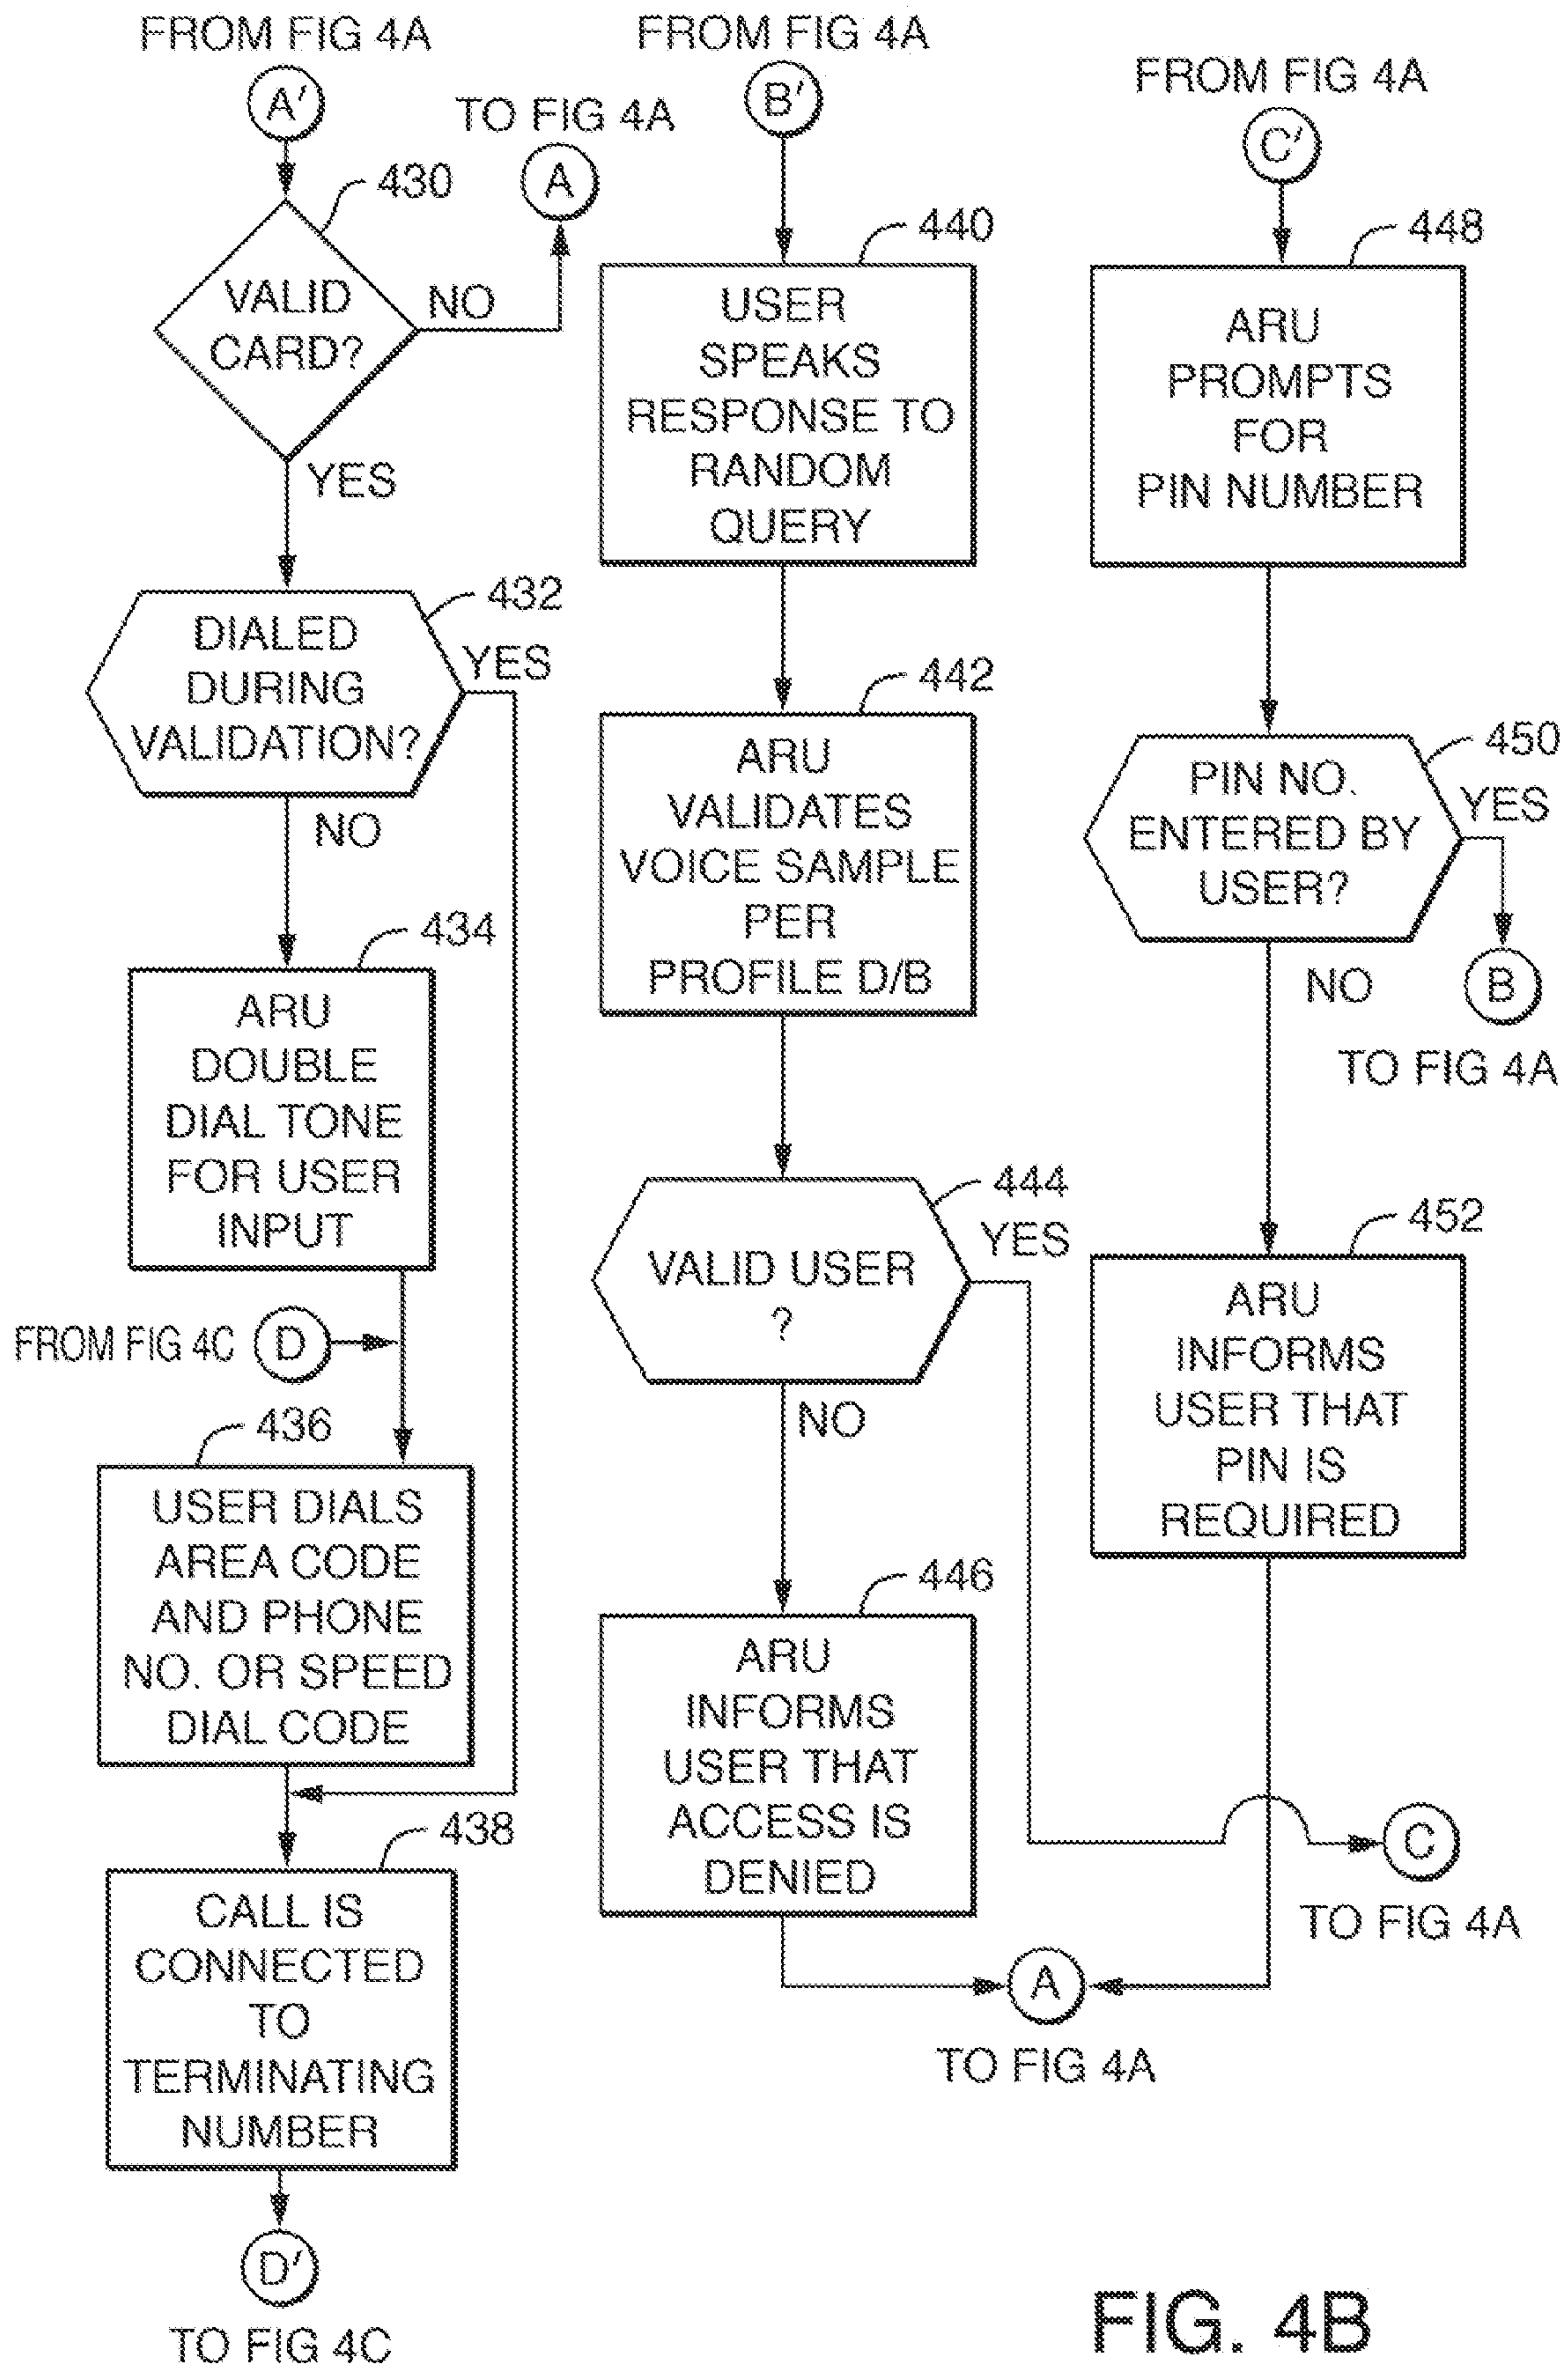 FROM FIG 4A
A'
430
VALID
CARD?
NO
TO FIG 4A
A
YES
432
DIALED
DURING
VALIDATION?
YES
NO
434
ARU
DOUBLE
DIAL TONE
FOR USER
INPUT
FROM FIG 4C
D
436
USER DIALS
AREA CODE
AND PHONE
NO. OR SPEED
DIAL CODE
438
CALL IS
CONNECTED
TO
TERMINATING
NUMBER
D'
TO FIG 4C
FROM FIG 4A
B'
440
USER
SPEAKS
RESPONSE TO
RANDOM
QUERY
442
ARU
VALIDATES
VOICE SAMPLE
PER
PROFILE D/B
444
VALID USER
?
YES
NO
446
ARU
INFORMS
USER THAT
ACCESS IS
DENIED
A
TO FIG 4A
FROM FIG 4A
C'
448
ARU
PROMPTS
FOR
PIN NUMBER
450
PIN NO.
ENTERED BY
USER?
YES
B
TO FIG 4A
NO
452
ARU
INFORMS
USER THAT
PIN IS
REQUIRED
C
TO FIG 4A
FIG. 4B